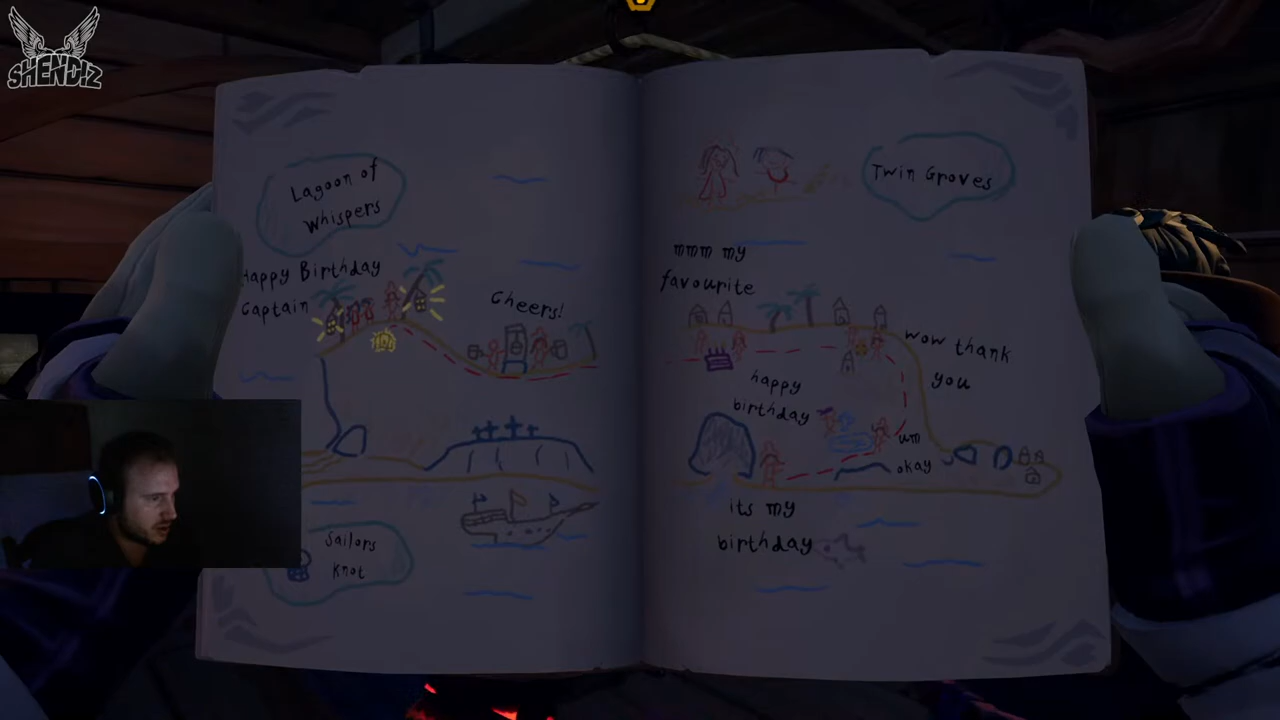 SHENDIZ
Lagoon of
Whispers
Happy Birthday
Captain
Cheers!
Sailors
Knot
Twin Groves
mmm my
favourite
wow thank
you
happy
birthday
um
okay
its my
birthday